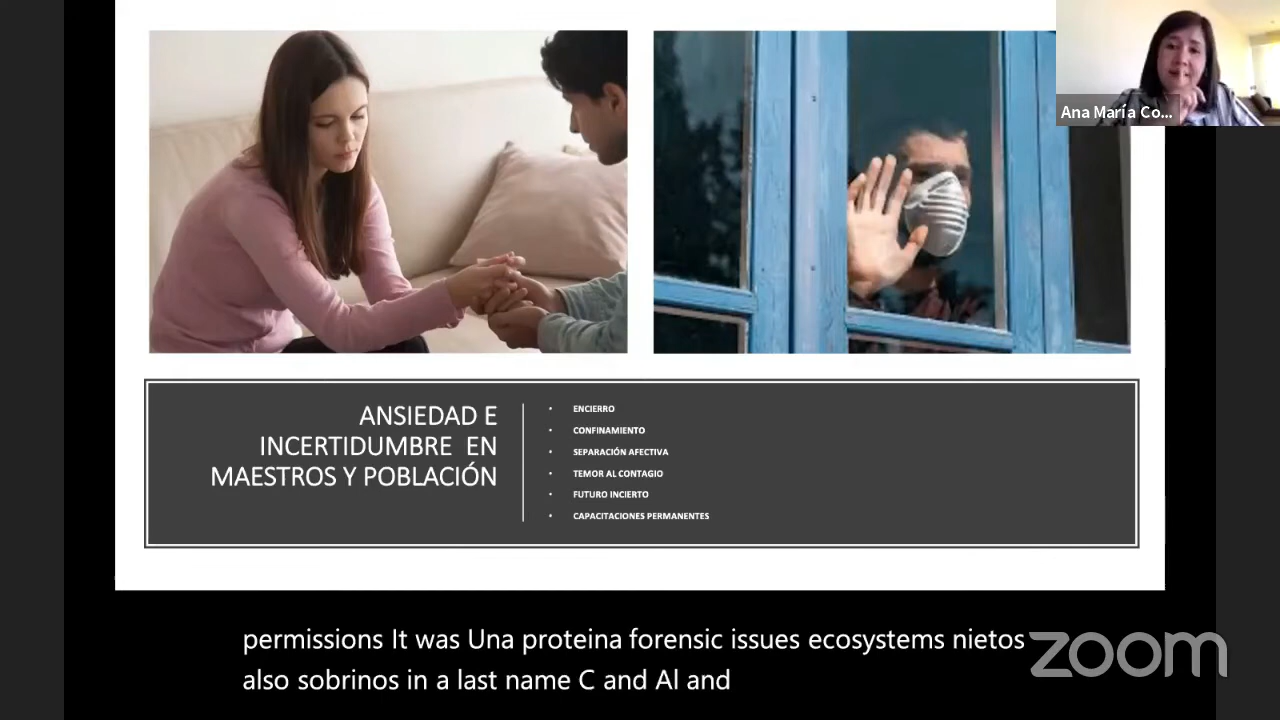 Ana María Co...
ANSIEDAD E
INCERTIDUMBRE EN
MAESTROS Y POBLACIÓN
• ENCIERRO
• CONFINAMIENTO
• SEPARACIÓN AFECTIVA
• TEMOR AL CONTAGIO
• FUTURO INCIERTO
• CAPACITACIONES PERMANENTES
permissions It was Una proteina forensic issues ecosystems nietos
also sobrinos in a last name C and Al and
zoom